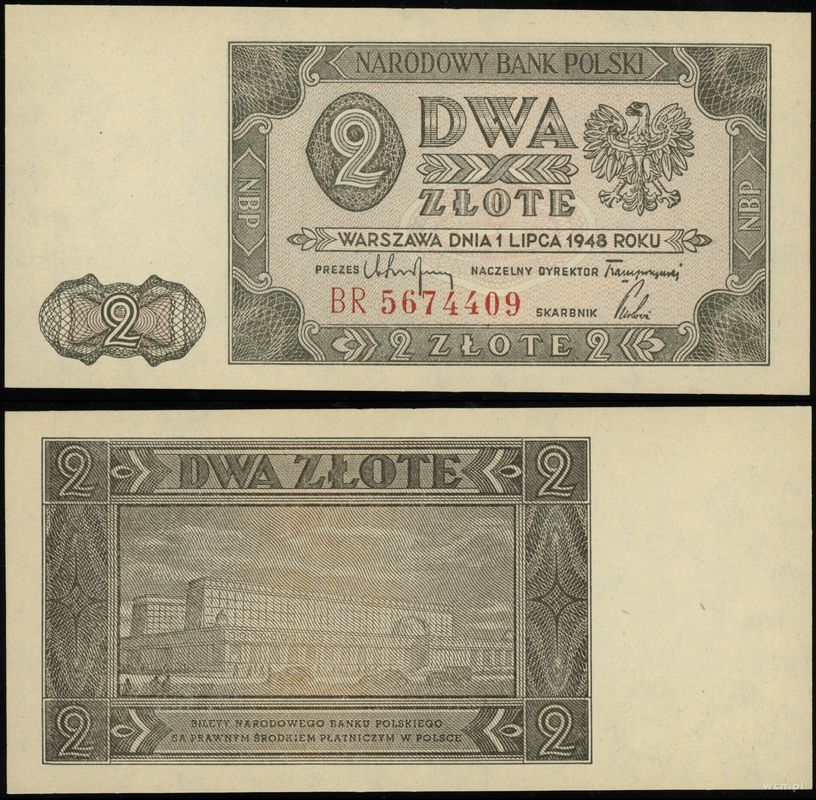 NARODOWY BANK POLSKI
2 DWA
ZŁOTE
NBP
NBP
WARSZAWA DNIA 1 LIPCA 1948 ROKU
PREZES NACZELNY DYREKTOR
BR 5674409 SKARBNIK
2
2 ZŁOTE 2
2 DWA ZŁOTE 2
2 BILETY NARODOWEGO BANKU POLSKIEGO 2
SĄ PRAWNYM ŚRODKIEM PŁATNICZYM W POLSCE
wcn.pl